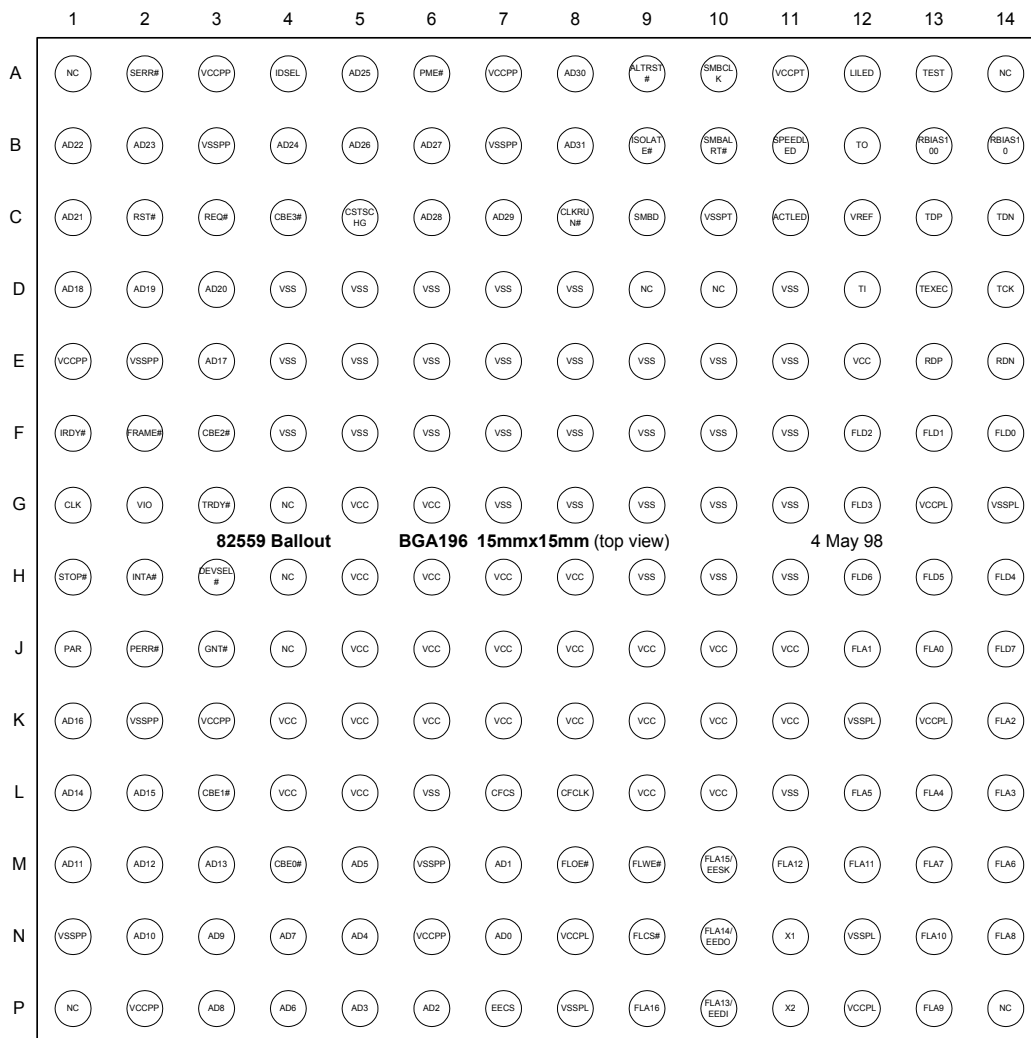 1 2 3 4 5 6 7 8 9 10 11 12 13 14
A NC SERR# VCCPP IDSEL AD25 PME# VCCPP AD30 ALTRST# SMBCLK VCCPT LILED TEST NC
B AD22 AD23 VSSPP AD24 AD26 AD27 VSSPP AD31 ISOLATE# SMBALRT# SPEEDLED TO RBIAS100 RBIAS10
C AD21 RST# REQ# CBE3# CSTSCHG AD28 AD29 CLKRUN# SMBD VSSPT ACTLED VREF TDP TDN
D AD18 AD19 AD20 VSS VSS VSS VSS VSS NC NC VSS TI TEXEC TCK
E VCCPP VSSPP AD17 VSS VSS VSS VSS VSS VSS VSS VSS VCC RDP RDN
F IRDY# FRAME# CBE2# VSS VSS VSS VSS VSS VSS VSS VSS FLD2 FLD1 FLD0
G CLK VIO TRDY# NC VCC VCC VSS VSS VSS VSS VSS FLD3 VCCPL VSSPL
82559 Ballout BGA196 15mmx15mm (top view) 4 May 98
H STOP# INTA# DEVSEL# NC VCC VCC VCC VCC VSS VSS VSS FLD6 FLD5 FLD4
J PAR PERR# GNT# NC VCC VCC VCC VCC VCC VCC VCC FLA1 FLA0 FLD7
K AD16 VSSPP VCCPP VCC VCC VCC VCC VCC VCC VCC VCC VSSPL VCCPL FLA2
L AD14 AD15 CBE1# VCC VCC VSS CFCS CFCLK VCC VCC VSS FLA5 FLA4 FLA3
M AD11 AD12 AD13 CBE0# AD5 VSSPP AD1 FLOE# FLWE# FLA15/EESK FLA12 FLA11 FLA7 FLA6
N VSSPP AD10 AD9 AD7 AD4 VCCPP AD0 VCCPL FLCS# FLA14/EEDO X1 VSSPL FLA10 FLA8
P NC VCCPP AD8 AD6 AD3 AD2 EECS VSSPL FLA16 FLA13/EEDI X2 VCCPL FLA9 NC